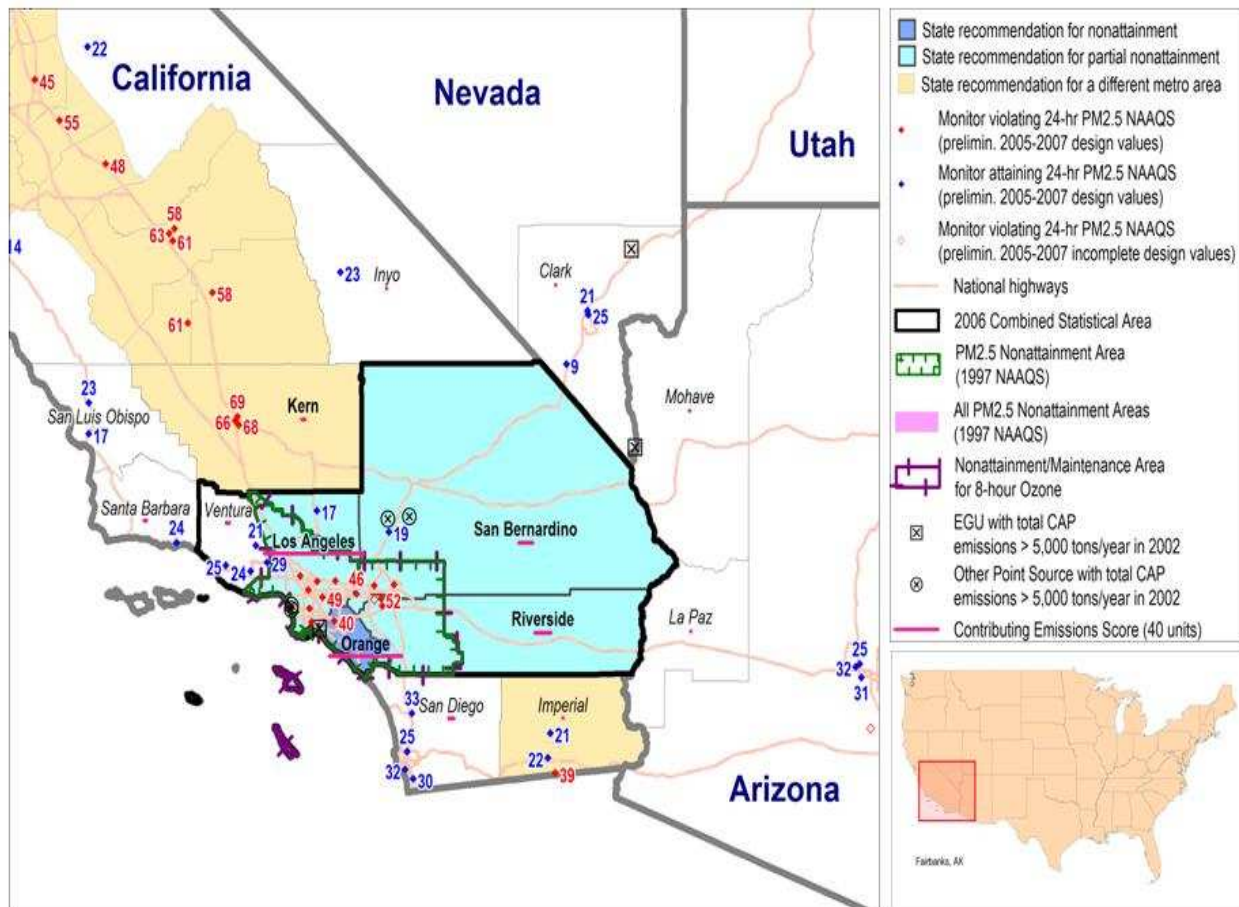 22
California
45
Nevada
55
Utah
48
58
63
61
14
23
Inyo
Clark
58
21
25
61
9
23
69
Kern
Mohave
San Luis Obispo
66
68
17
Santa Barbara
Ventura
17
24
21
Los Angeles
19
San Bernardino
25
24
29
46
49
52
40
Riverside
La Paz
Orange
25
32
31
33
San Diego
Imperial
25
21
22
32
30
39
Arizona
State recommendation for nonattainment
State recommendation for partial nonattainment
State recommendation for a different metro area
Monitor violating 24-hr PM2.5 NAAQS
(prelimin. 2005-2007 design values)
Monitor attaining 24-hr PM2.5 NAAQS
(prelimin. 2005-2007 design values)
Monitor violating 24-hr PM2.5 NAAQS
(prelimin. 2005-2007 incomplete design values)
National highways
2006 Combined Statistical Area
PM2.5 Nonattainment Area
(1997 NAAQS)
All PM2.5 Nonattainment Areas
(1997 NAAQS)
Nonattainment/Maintenance Area
for 8-hour Ozone
EGU with total CAP
emissions > 5,000 tons/year in 2002
Other Point Source with total CAP
emissions > 5,000 tons/year in 2002
Contributing Emissions Score (40 units)
Fairbanks, AK